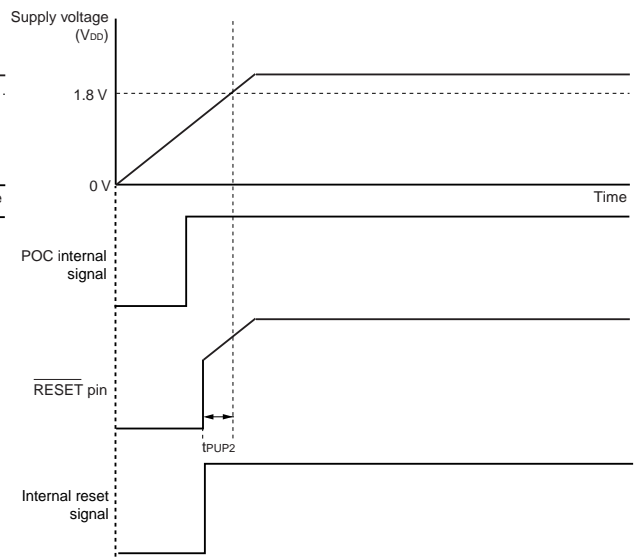 Supply voltage
(VDD)
1.8 V
0 V
Time
POC internal
signal
RESET pin
tPUP2
Internal reset
signal